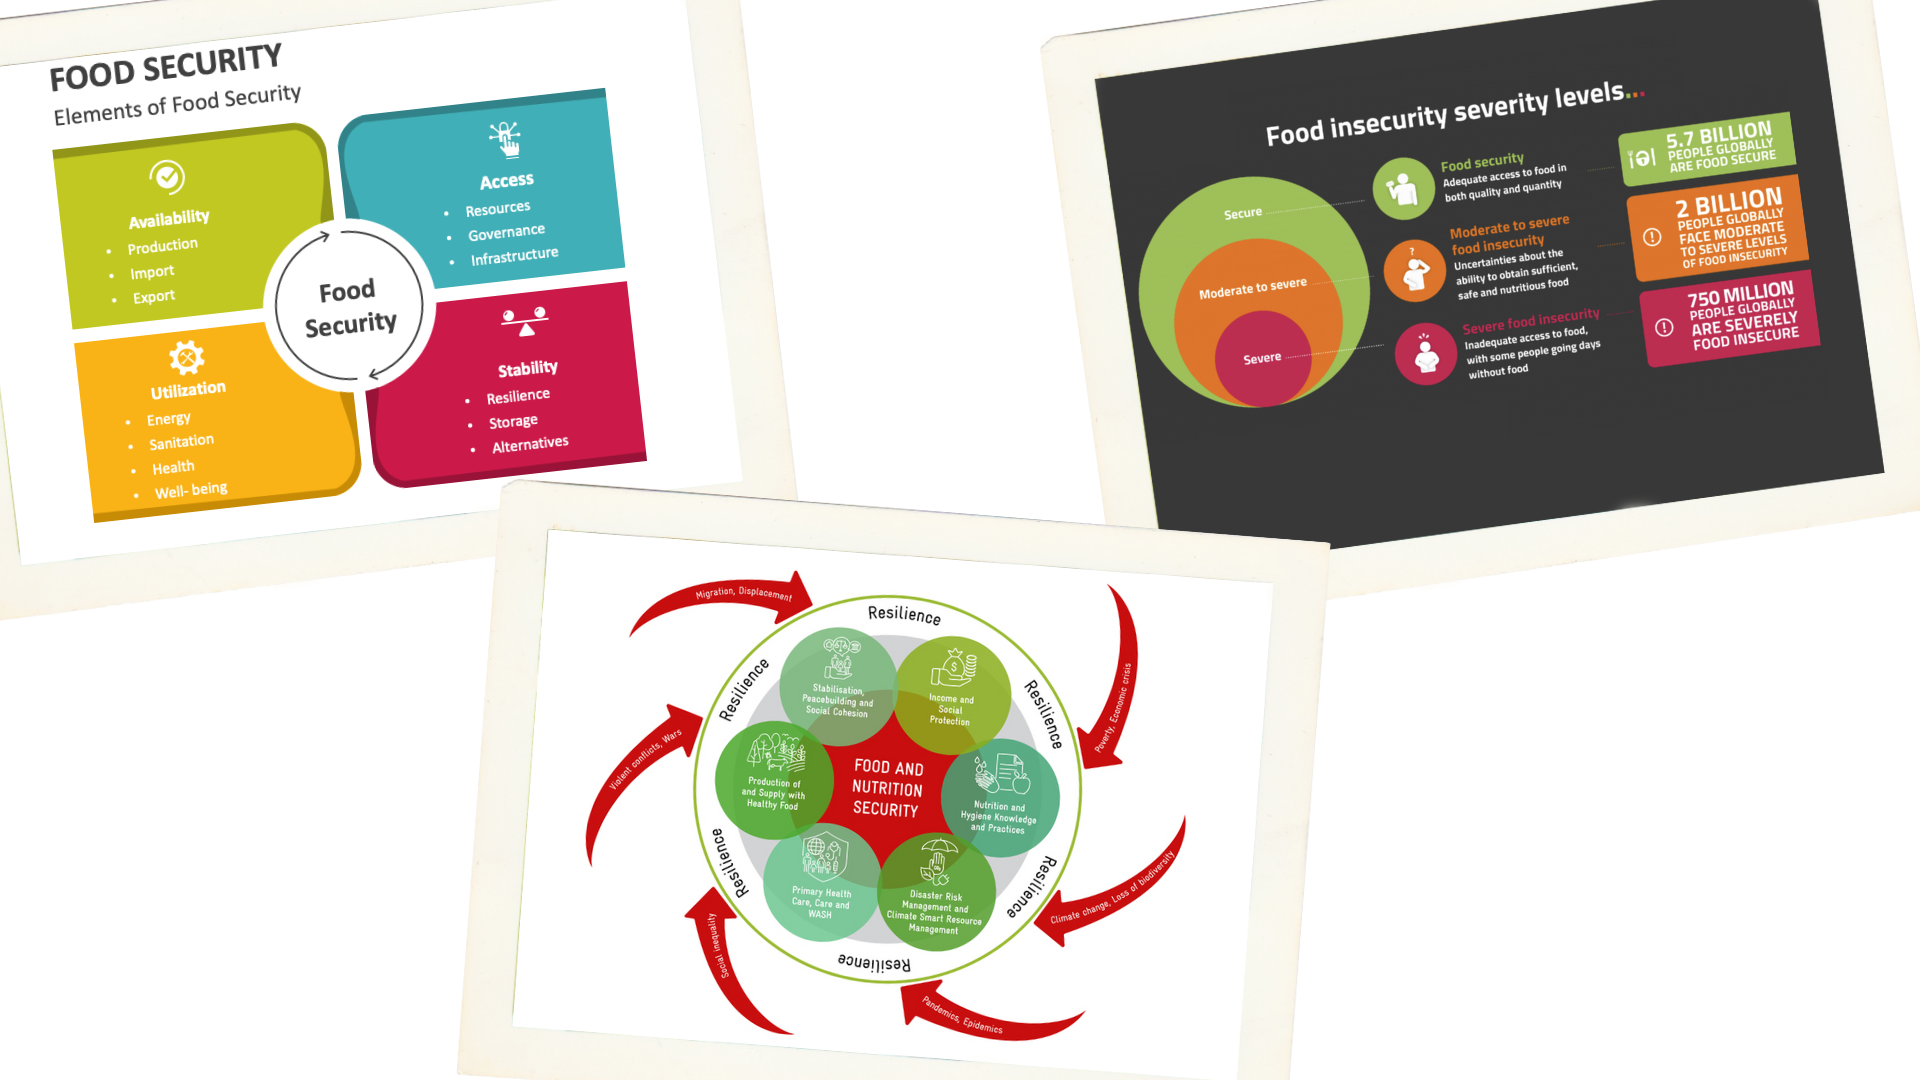 FOOD SECURITY
Elements of Food Security
Availability
• Production
• Import
• Export
Access
• Resources
• Governance
• Infrastructure
Food
Security
Utilization
• Energy
• Sanitation
• Health
• Well- being
Stability
• Resilience
• Storage
• Alternatives
Food insecurity severity levels...
Secure
Moderate to severe
Severe
Food security
Adequate access to food in
both quality and quantity
Moderate to severe
food insecurity
Uncertainties about the
ability to obtain sufficient,
safe and nutritious food
Severe food insecurity
Inadequate access to food,
with some people going days
without food
5.7 BILLION
PEOPLE GLOBALLY
ARE FOOD SECURE
2 BILLION
PEOPLE GLOBALLY
FACE MODERATE
TO SEVERE LEVELS
OF FOOD INSECURITY
750 MILLION
PEOPLE GLOBALLY
ARE SEVERELY
FOOD INSECURE
Migration, Displacement
Poverty, Economic crisis
Climate change, Loss of biodiversity
Pandemics, Epidemics
Social inequality
Violent conflicts, Wars
Resilience
Resilience
Resilience
Resilience
Resilience
Resilience
Stabilisation,
Peacebuilding and
Social Cohesion
Income and
Social
Protection
Nutrition and
Hygiene Knowledge
and Practices
Disaster Risk
Management and
Climate Smart Resource
Management
Primary Health
Care, Care and
WASH
Production of
and Supply with
Healthy Food
FOOD AND
NUTRITION
SECURITY